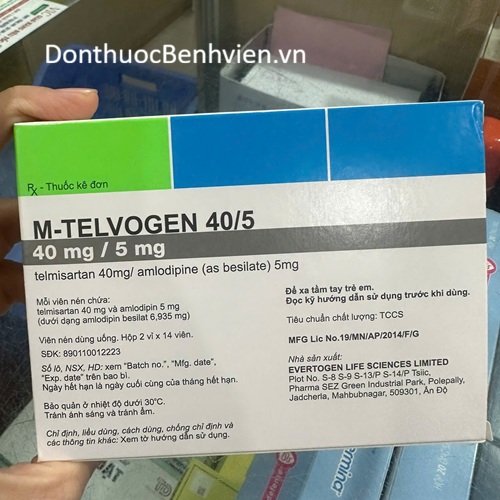 DonthuocBenhvien.vn
Rx - Thuốc kê đơn
M-TELVOGEN 40/5
40 mg / 5 mg
telmisartan 40mg/ amlodipine (as besilate) 5mg
Mỗi viên nén chứa:
telmisartan 40 mg và amlodipin 5 mg
(dưới dạng amlodipin besilat 6,935 mg)
Viên nén dùng uống. Hộp 2 vỉ x 14 viên.
SĐK: 890110012223
Số lô, NSX, HD: xem "Batch no.", "Mfg. date",
"Exp. date" trên bao bì.
Ngày hết hạn là ngày cuối cùng của tháng hết hạn.
Bảo quản ở nhiệt độ dưới 30°C.
Tránh ánh sáng và tránh ẩm.
Chỉ định, liều dùng, cách dùng, chống chỉ định và
các thông tin khác: Xem tờ hướng dẫn sử dụng.
Để xa tầm tay trẻ em.
Đọc kỹ hướng dẫn sử dụng trước khi dùng.
Tiêu chuẩn chất lượng: TCCS
MFG Lic No.19/MN/AP/2014/F/G
Nhà sản xuất:
EVERTOGEN LIFE SCIENCES LIMITED
Plot No. S-8 S-9 S-13/P S-14/P Tsiic,
Pharma SEZ Green Industrial Park, Polepally,
Jadcherla, Mahbubnagar, 509301, Ấn Độ